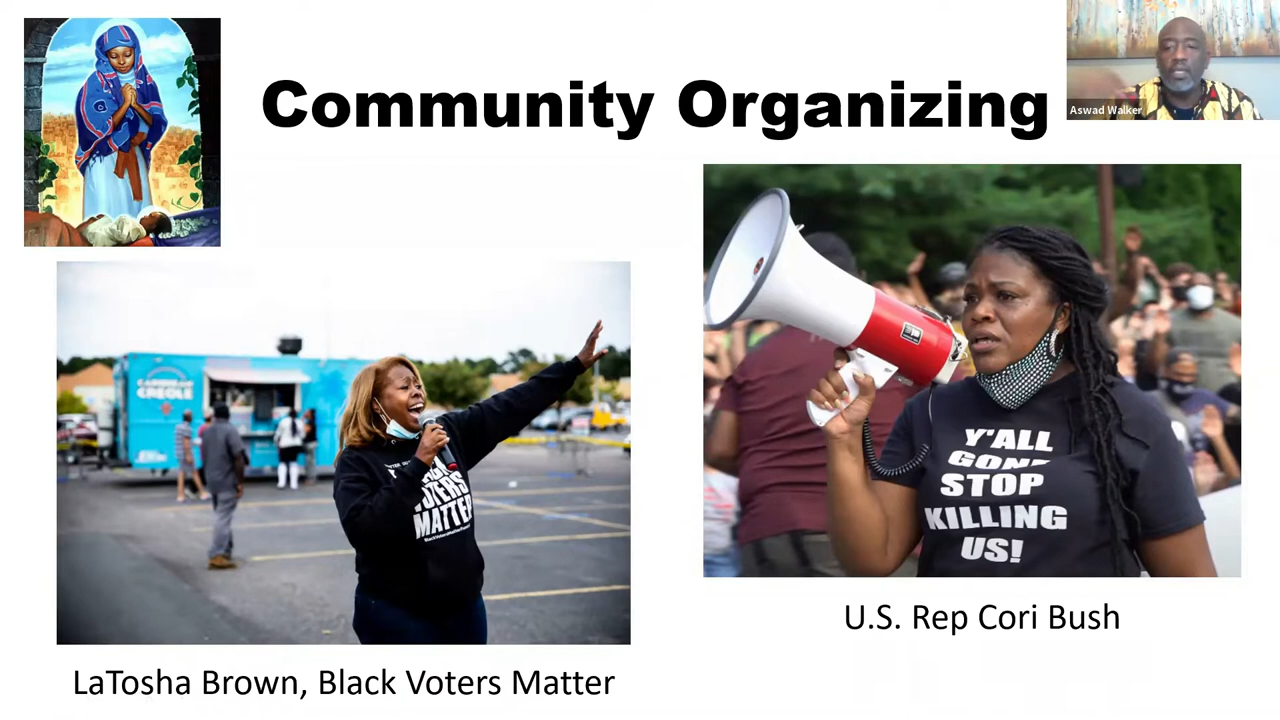 Community Organizing
Aswad Walker
CARIBBEAN
CREOLE
VOTERS
MATTER
Y'ALL
GONE
STOP
KILLING
US!
U.S. Rep Cori Bush
LaTosha Brown, Black Voters Matter